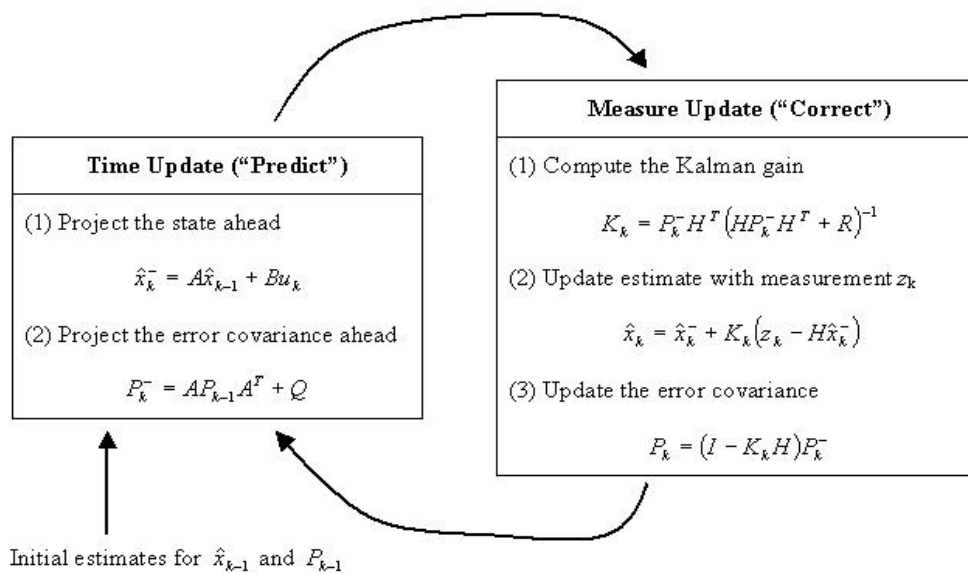 Time Update (“Predict”)
(1) Project the state ahead
x̂ₖ⁻ = Ax̂ₖ₋₁ + Buₖ
(2) Project the error covariance ahead
Pₖ⁻ = APₖ₋₁Aᵀ + Q
Initial estimates for x̂ₖ₋₁ and Pₖ₋₁
Measure Update (“Correct”)
(1) Compute the Kalman gain
Kₖ = Pₖ⁻Hᵀ(HPₖ⁻Hᵀ + R)⁻¹
(2) Update estimate with measurement zₖ
x̂ₖ = x̂ₖ⁻ + Kₖ(zₖ – Hx̂ₖ⁻)
(3) Update the error covariance
Pₖ = (I – KₖH)Pₖ⁻